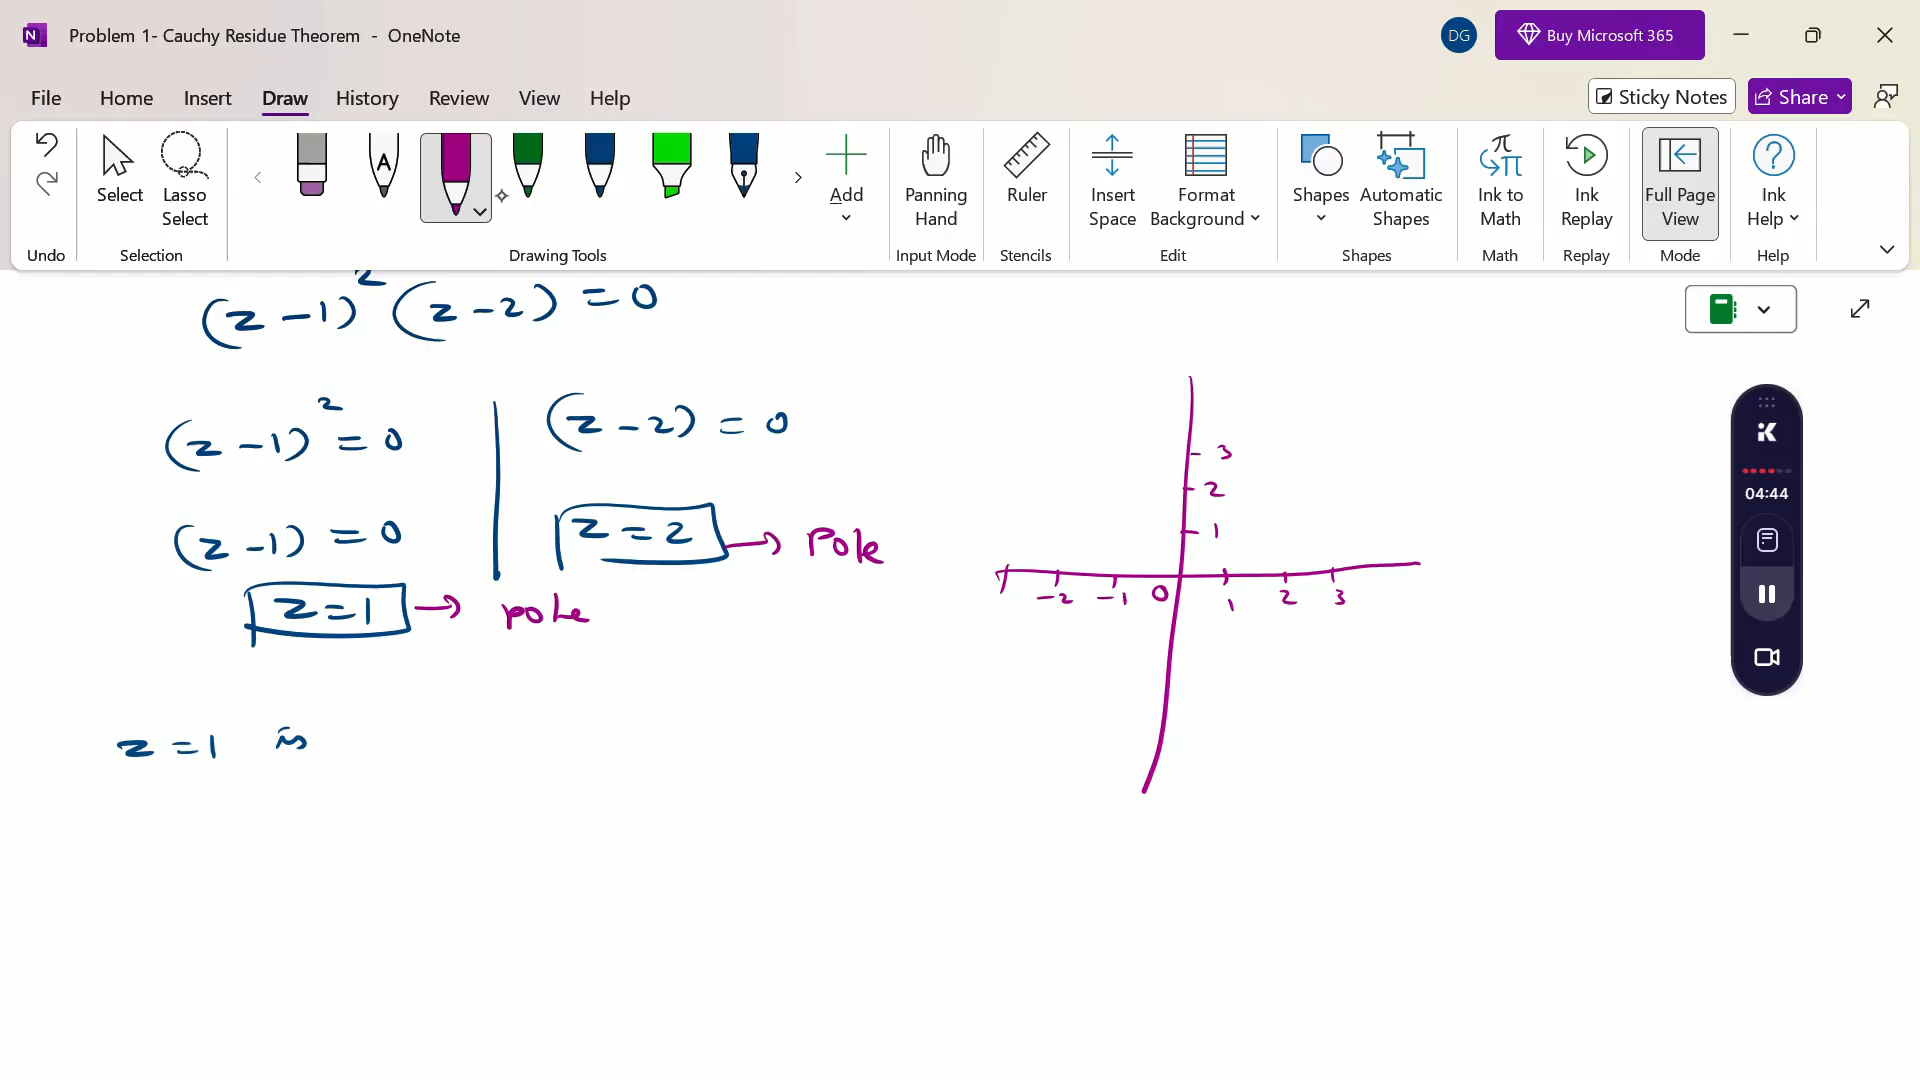 Problem 1- Cauchy Residue Theorem - OneNote
DG
Buy Microsoft 365
File Home Insert Draw History Review View Help
Sticky Notes
Share
Select
Lasso Select
A
Add
Panning Hand
Ruler
Insert Space
Format Background
Shapes
Automatic Shapes
Ink to Math
Ink Replay
Full Page View
Ink Help
Undo Selection Drawing Tools Input Mode Stencils Edit Shapes Math Replay Mode Help
(z-1)² (z-2) = 0
(z-1)² = 0
(z-2) = 0
(z-1) = 0
z = 2 → Pole
z = 1 → pole
z = 1 is
3
2
1
-2 -1 0 1 2 3
04:44